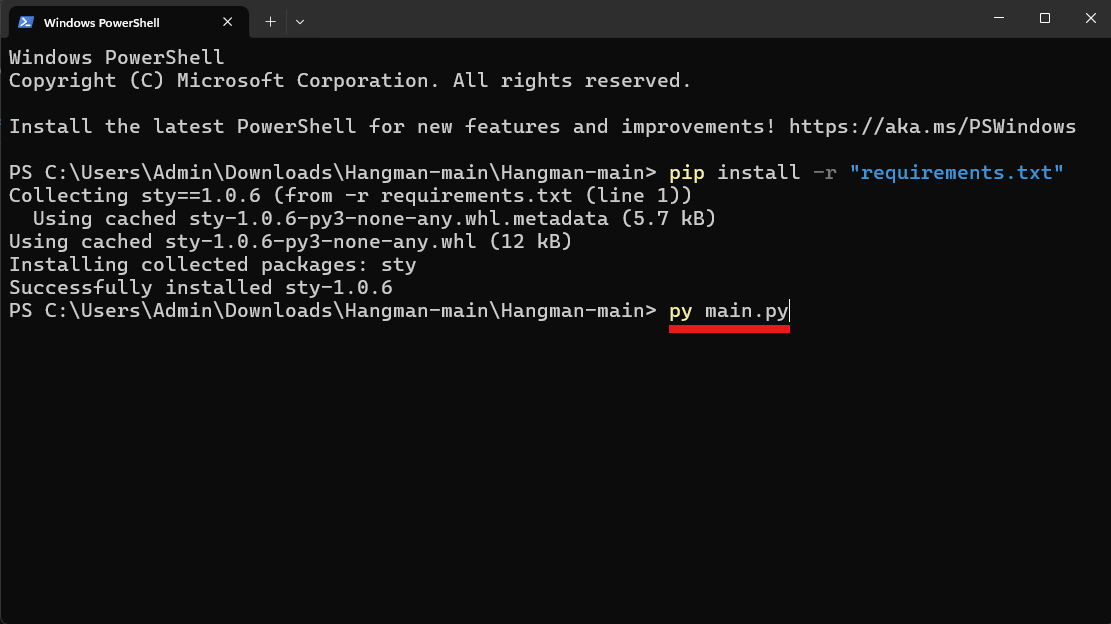 Windows PowerShell
Windows PowerShell
Copyright (C) Microsoft Corporation. All rights reserved.
Install the latest PowerShell for new features and improvements! https://aka.ms/PSWindows
PS C:\Users\Admin\Downloads\Hangman-main\Hangman-main> pip install -r "requirements.txt"
Collecting sty==1.0.6 (from -r requirements.txt (line 1))
  Using cached sty-1.0.6-py3-none-any.whl.metadata (5.7 kB)
Using cached sty-1.0.6-py3-none-any.whl (12 kB)
Installing collected packages: sty
Successfully installed sty-1.0.6
PS C:\Users\Admin\Downloads\Hangman-main\Hangman-main> py main.py